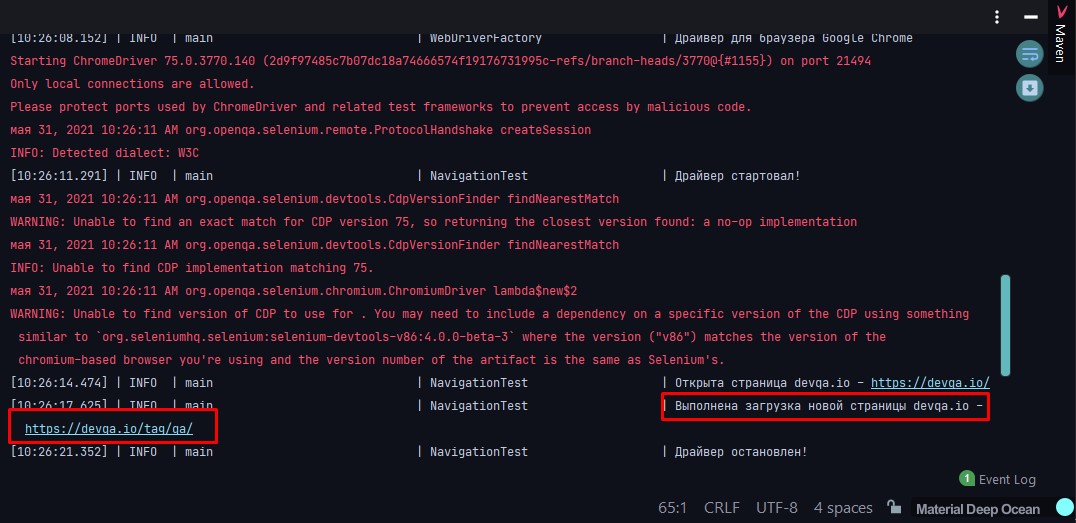 Maven
[10:26:08.152] | INFO | main | WebDriverFactory | Драйвер для браузера Google Chrome
Starting ChromeDriver 75.0.3770.140 (2d9f97485c7b07dc18a74666574f19176731995c-refs/branch-heads/3770@{#1155}) on port 21494
Only local connections are allowed.
Please protect ports used by ChromeDriver and related test frameworks to prevent access by malicious code.
мая 31, 2021 10:26:11 AM org.openqa.selenium.remote.ProtocolHandshake createSession
INFO: Detected dialect: W3C
[10:26:11.291] | INFO | main | NavigationTest | Драйвер стартовал!
мая 31, 2021 10:26:11 AM org.openqa.selenium.devtools.CdpVersionFinder findNearestMatch
WARNING: Unable to find an exact match for CDP version 75, so returning the closest version found: a no-op implementation
мая 31, 2021 10:26:11 AM org.openqa.selenium.devtools.CdpVersionFinder findNearestMatch
INFO: Unable to find CDP implementation matching 75.
мая 31, 2021 10:26:11 AM org.openqa.selenium.chromium.ChromiumDriver lambda$new$2
WARNING: Unable to find version of CDP to use for . You may need to include a dependency on a specific version of the CDP using something
similar to `org.seleniumhq.selenium:selenium-devtools-v86:4.0.0-beta-3` where the version ("v86") matches the version of the
chromium-based browser you're using and the version number of the artifact is the same as Selenium's.
[10:26:14.474] | INFO | main | NavigationTest | Открыта страница devqa.io - https://devqa.io/
[10:26:17.625] | INFO | main | NavigationTest | Выполнена загрузка новой страницы devqa.io -
https://devqa.io/tag/qa/
[10:26:21.352] | INFO | main | NavigationTest | Драйвер остановлен!
1 Event Log
65:1 CRLF UTF-8 4 spaces Material Deep Ocean